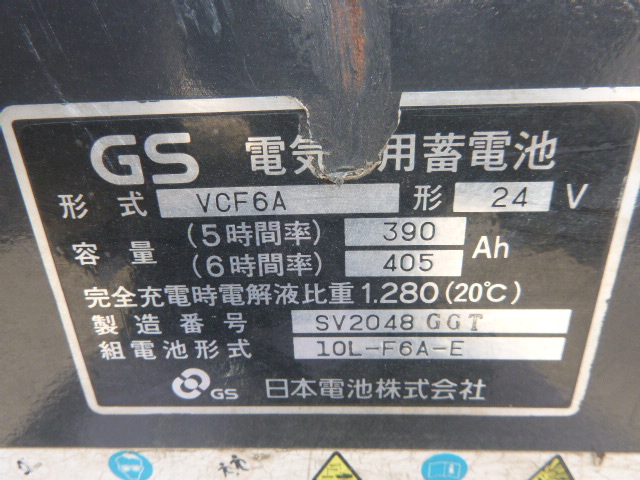 GS 電気 用蓄電池
形式 VCF6A 形 24 V
容量 (5時間率) 390 Ah
(6時間率) 405
完全充電時電解液比重1.280(20℃)
製造番号 SV2048 GGT
組電池形式 10L-F6A-E
GS 日本電池株式会社